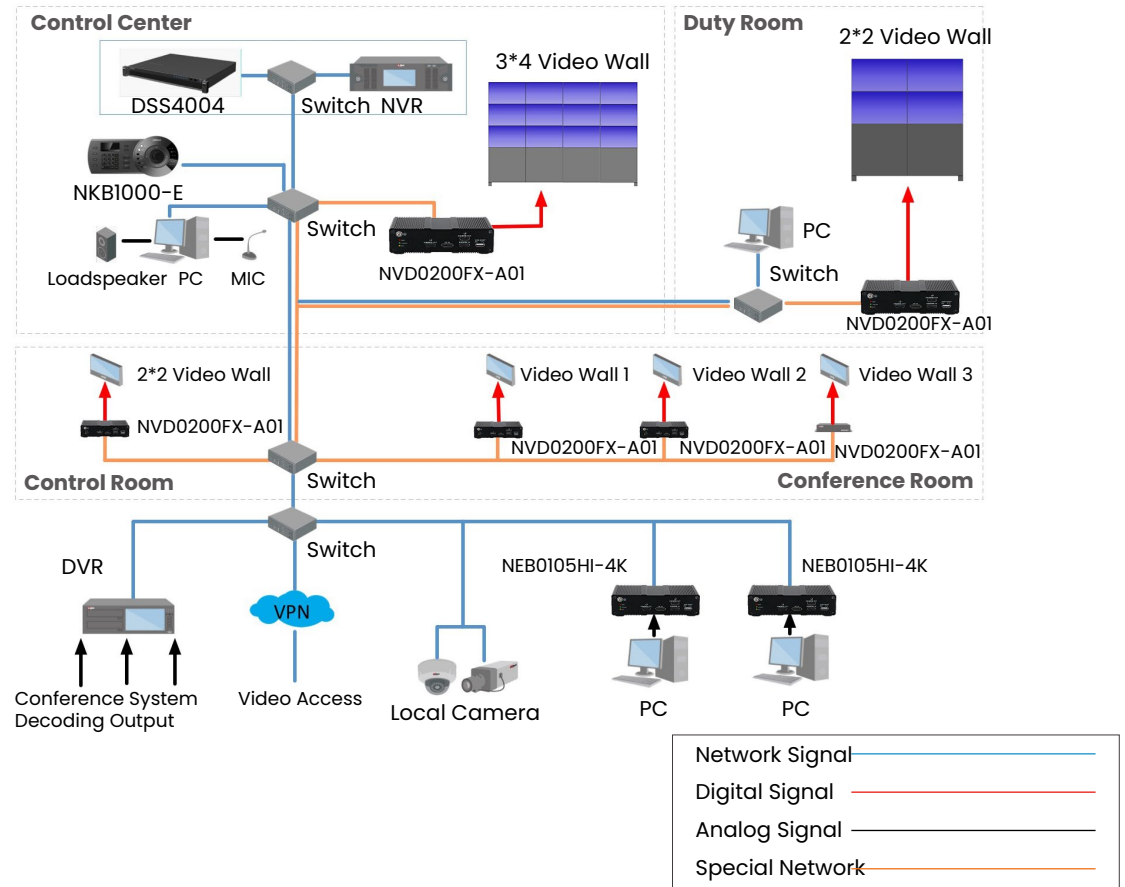 Control Center
Duty Room
2*2 Video Wall
3*4 Video Wall
DSS4004
Switch NVR
NKB1000-E
Switch
PC
Switch
Loadspeaker PC MIC
NVD0200FX-A01
NVD0200FX-A01
2*2 Video Wall
Video Wall 1
Video Wall 2
Video Wall 3
NVD0200FX-A01
NVD0200FX-A01
NVD0200FX-A01
NVD0200FX-A01
Switch
Control Room
Conference Room
Switch
DVR
NEB0105HI-4K
NEB0105HI-4K
VPN
Conference System
Decoding Output
Video Access
Local Camera
PC
PC
Network Signal
Digital Signal
Analog Signal
Special Network